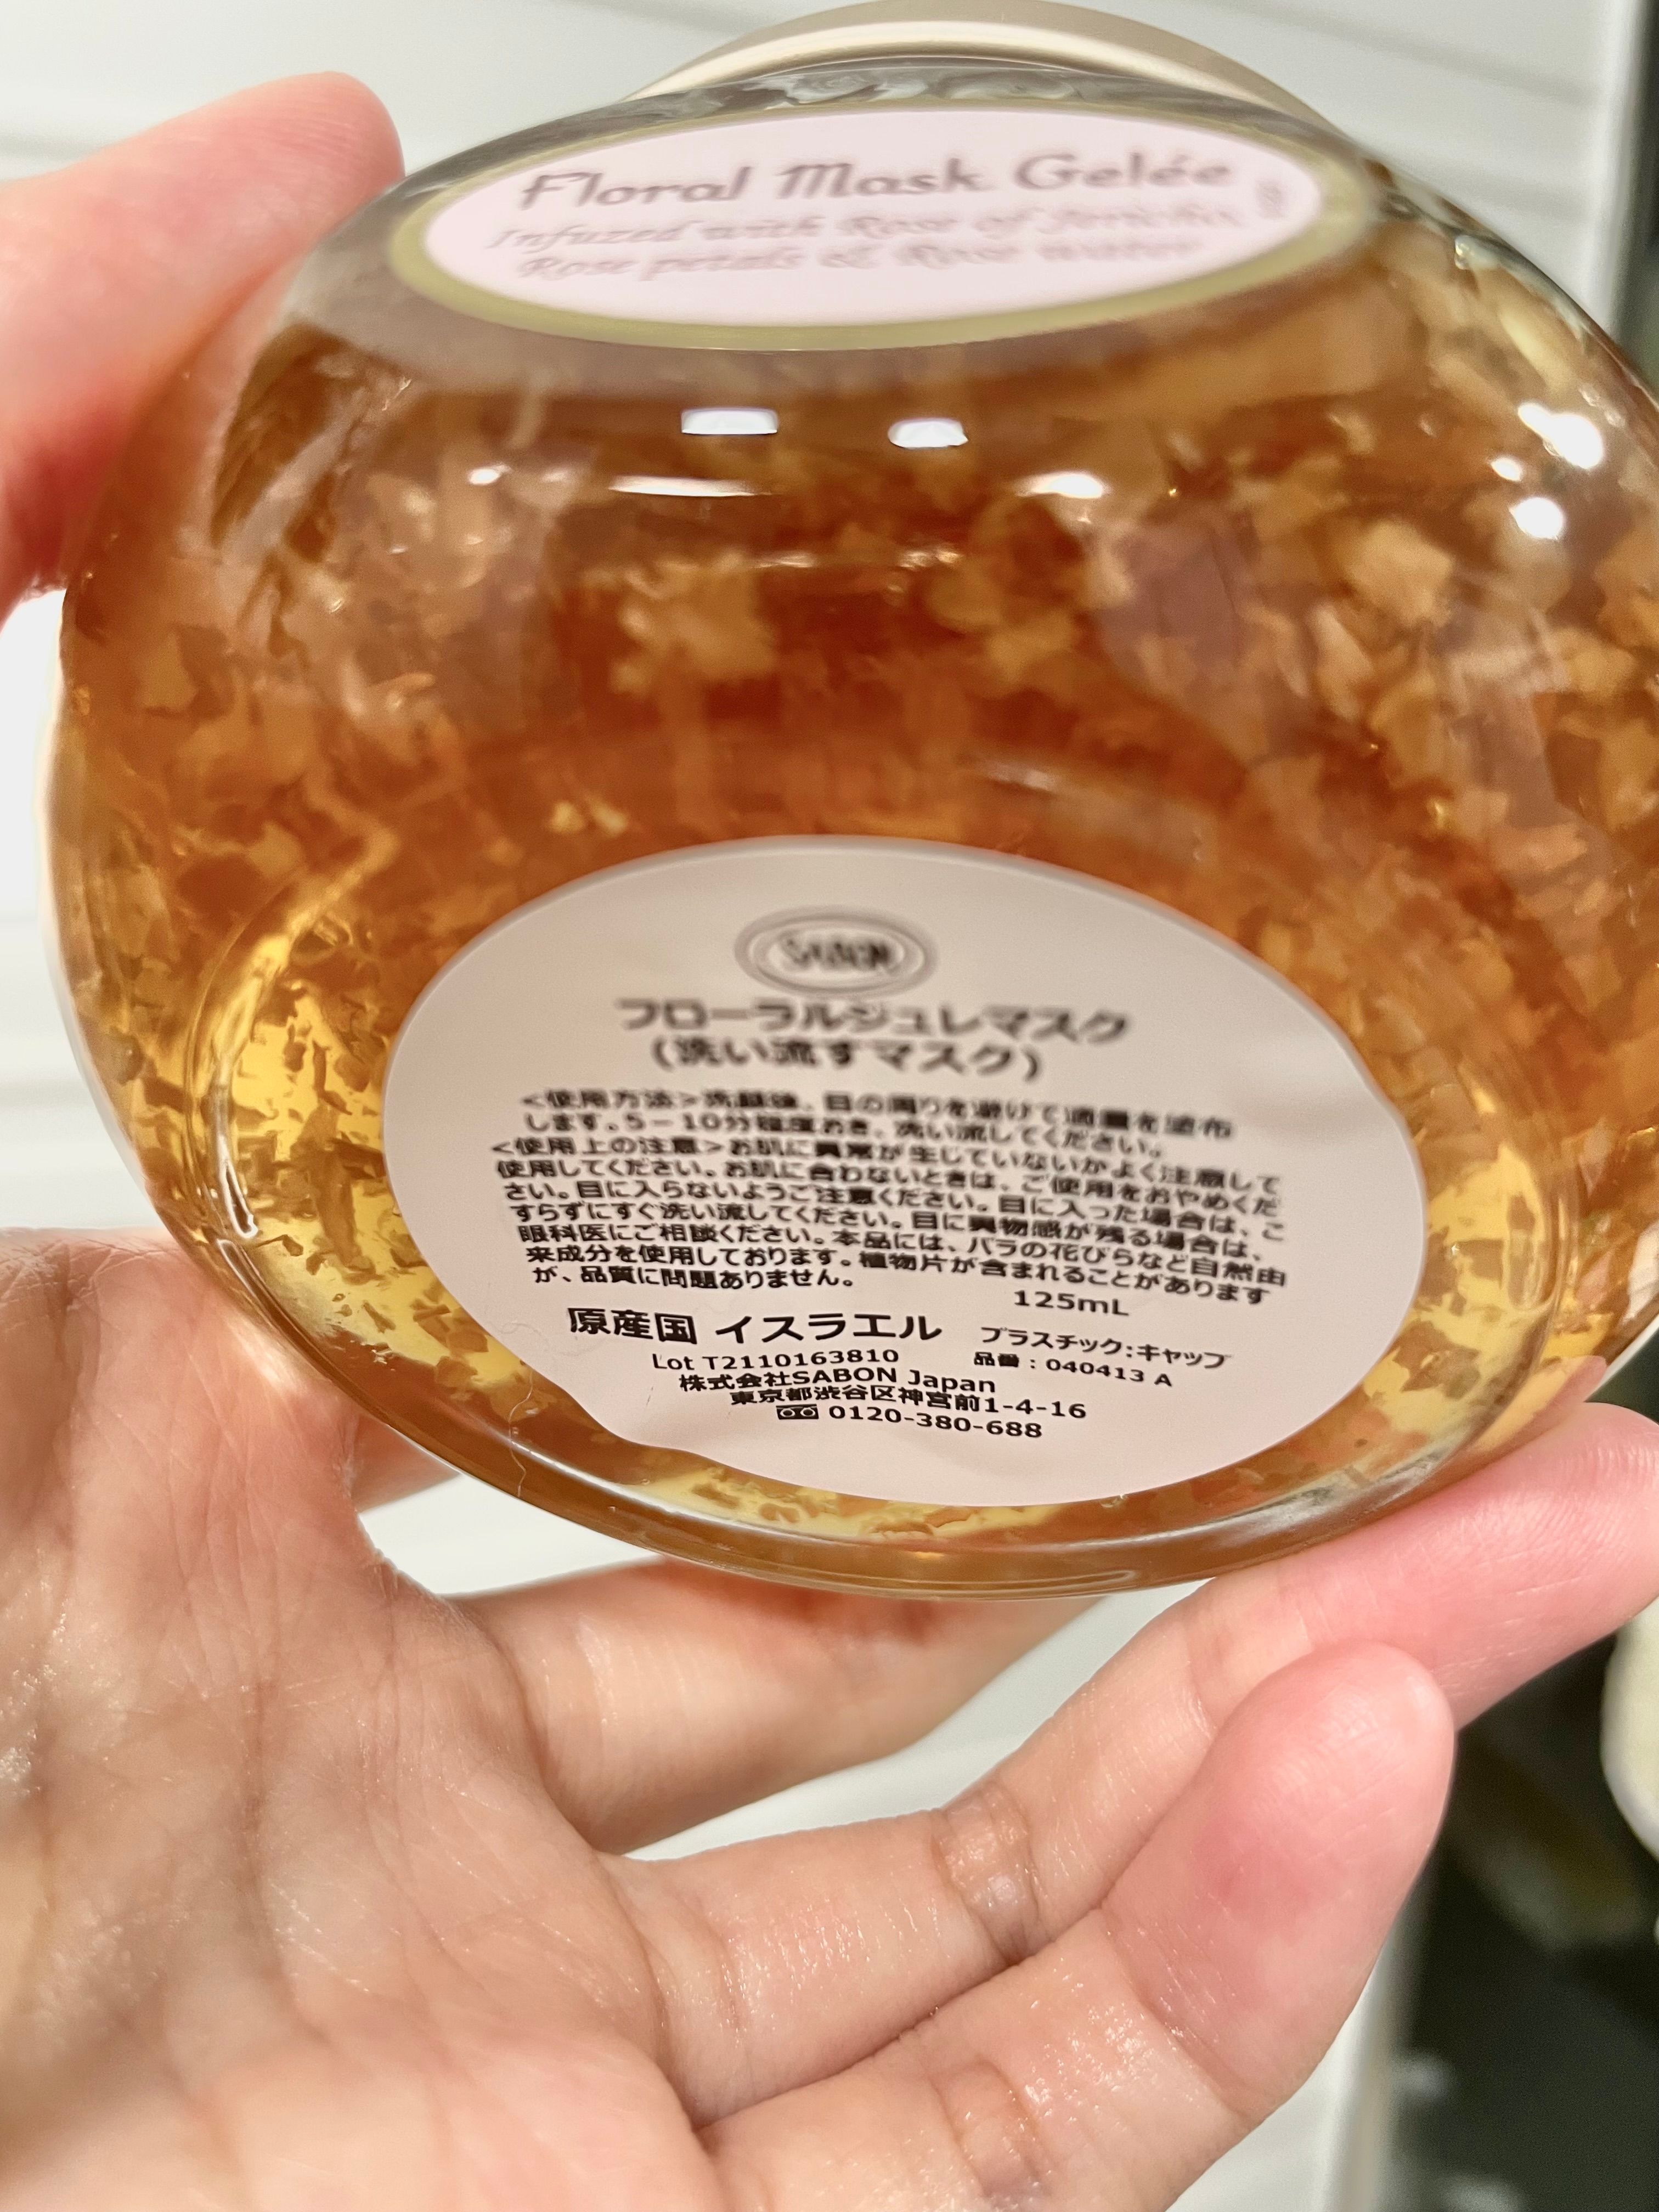 Floral Mask Gelée
Infused with Rose of Jericho,
Rose petals & Rose water
SABON
フローラルジュレマスク
(洗い流すマスク)
<使用方法>洗顔後、目の周りを避けて適量を塗布
します。5－10分程度おき、洗い流してください。
<使用上の注意>お肌に異常が生じていないかよく注意して
使用してください。お肌に合わないときは、ご使用をおやめくだ
さい。目に入らないようご注意ください。目に入った場合は、こ
すらずにすぐ洗い流してください。目に異物感が残る場合は、
眼科医にご相談ください。本品には、バラの花びらなど自然由
来成分を使用しております。植物片が含まれることがあります
が、品質に問題ありません。
125mL
原産国 イスラエル
プラスチック:キャップ
Lot T2110163810
品番：040413 A
株式会社SABON Japan
東京都渋谷区神宮前1-4-16
0120-380-688